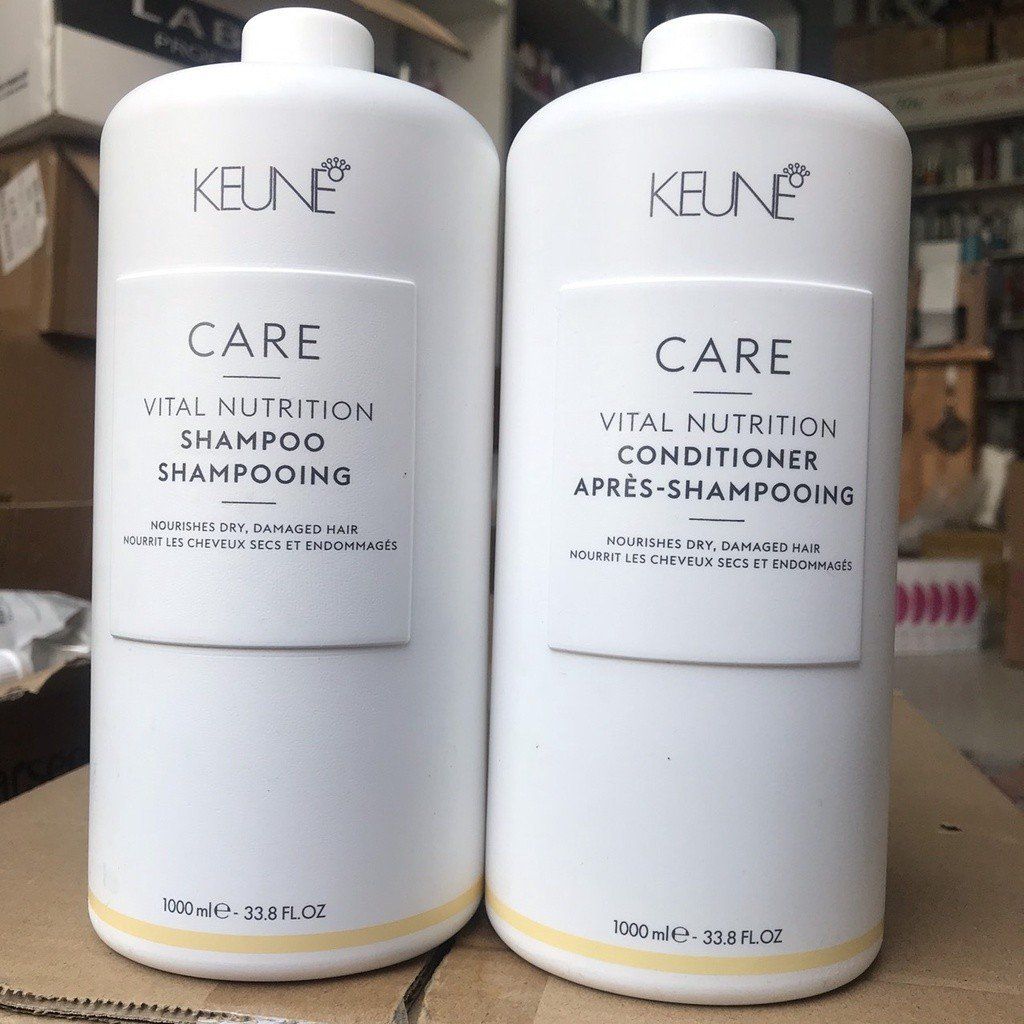 KEUNE
CARE
VITAL NUTRITION
SHAMPOO
SHAMPOOING
NOURISHES DRY, DAMAGED HAIR
NOURRIT LES CHEVEUX SECS ET ENDOMMAGÉS
1000 ml℮ - 33.8 FL.OZ
KEUNE
CARE
VITAL NUTRITION
CONDITIONER
APRÈS-SHAMPOOING
NOURISHES DRY, DAMAGED HAIR
NOURRIT LES CHEVEUX SECS ET ENDOMMAGÉS
1000 ml℮ - 33.8 FL.OZ